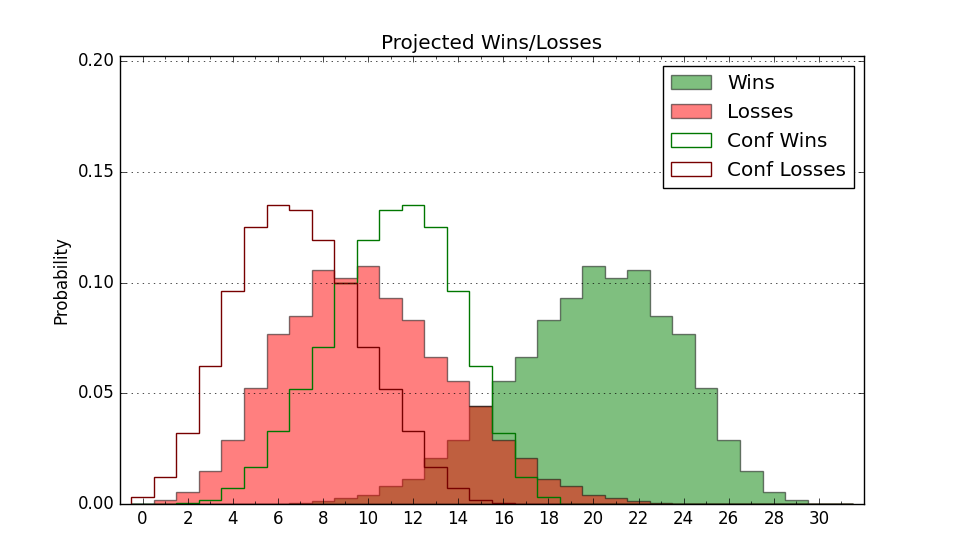 Projected Wins/Losses
0.20
0.15
0.10
0.05
0.00
Probability
Wins
Losses
Conf Wins
Conf Losses
0 2 4 6 8 10 12 14 16 18 20 22 24 26 28 30